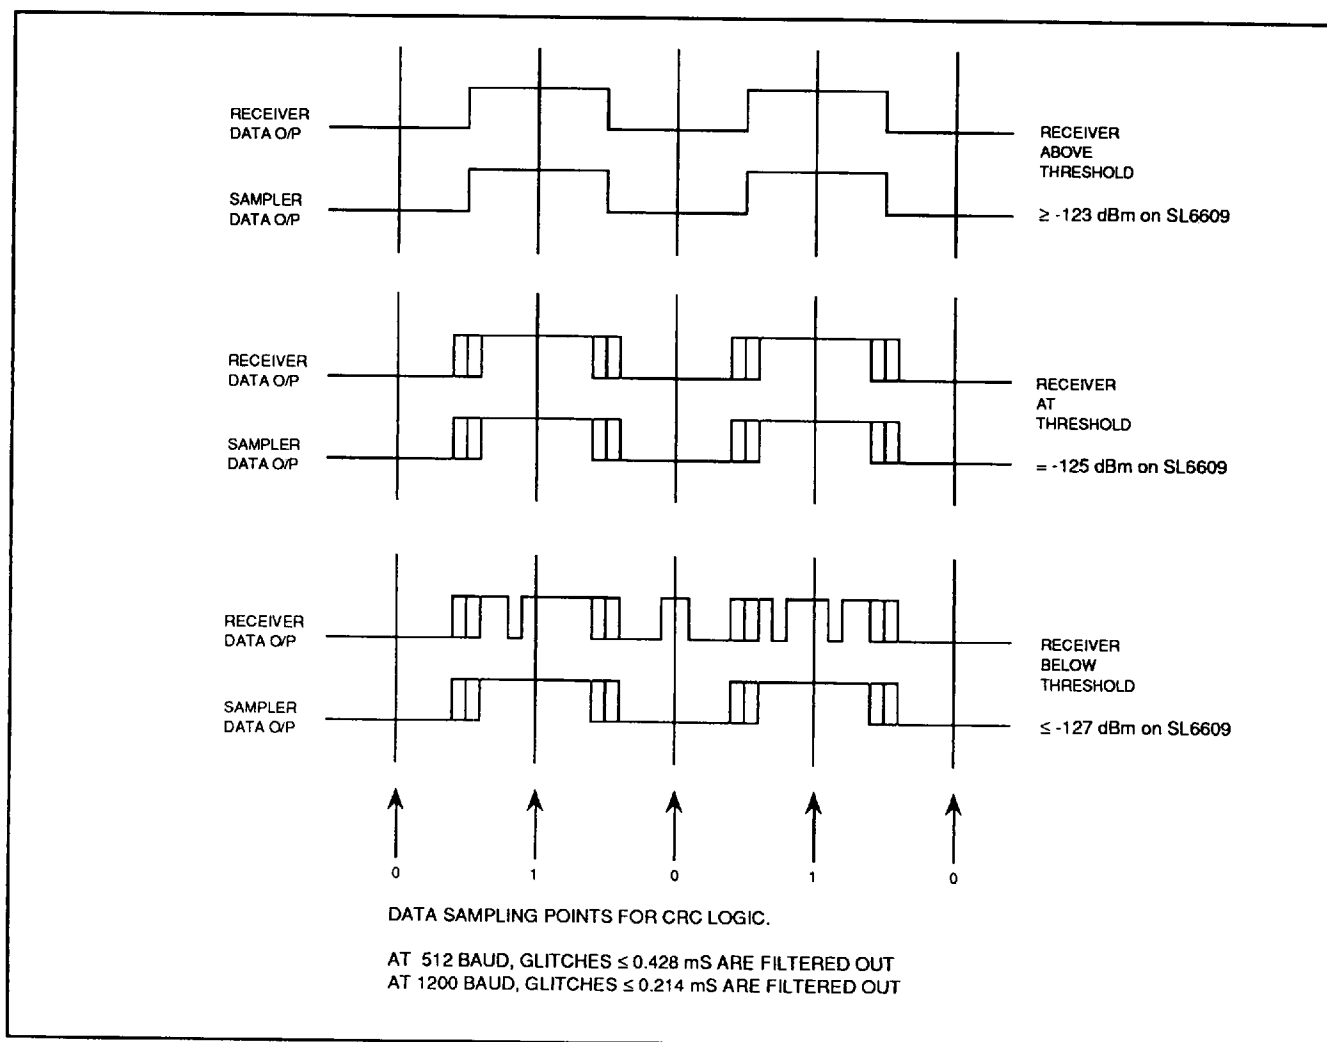 RECEIVER
DATA O/P
SAMPLER
DATA O/P
RECEIVER
ABOVE
THRESHOLD
≥ -123 dBm on SL6609
RECEIVER
DATA O/P
SAMPLER
DATA O/P
RECEIVER
AT
THRESHOLD
= -125 dBm on SL6609
RECEIVER
DATA O/P
SAMPLER
DATA O/P
RECEIVER
BELOW
THRESHOLD
≤ -127 dBm on SL6609
0 1 0 1 0
DATA SAMPLING POINTS FOR CRC LOGIC.
AT 512 BAUD, GLITCHES ≤ 0.428 mS ARE FILTERED OUT
AT 1200 BAUD, GLITCHES ≤ 0.214 mS ARE FILTERED OUT